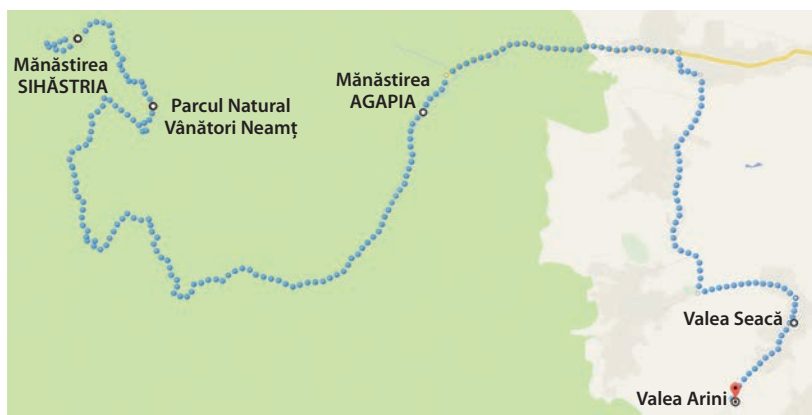 Mănăstirea
SIHĂSTRIA
Parcul Natural
Vânători Neamț
Mănăstirea
AGAPIA
Valea Seacă
Valea Arini